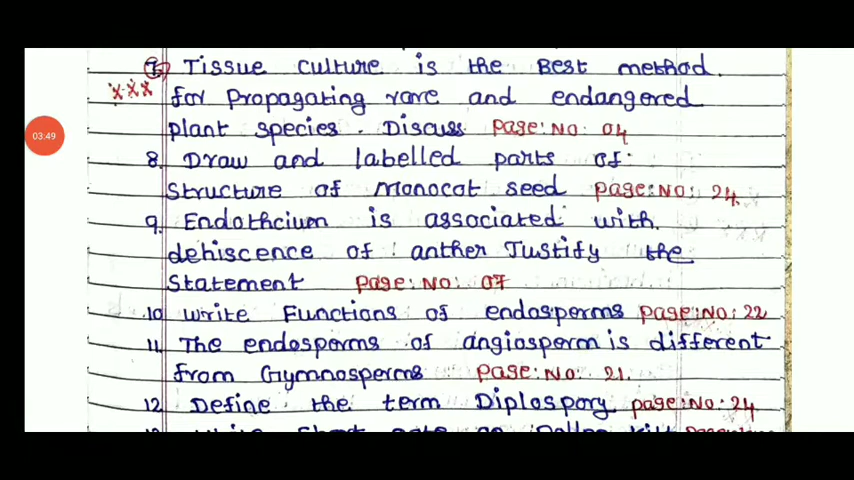 7. Tissue culture is the Best method
xxx for Propagating rare and endangered
03:49
plant species. Discuss Page: No: 04
8. Draw and labelled parts of:
Structure of Monocot seed page: No: 24
9. Endothcium is associated with
dehiscence of anther Justify the
Statement page: No: 07
10 Write Functions of endosperms page: No: 22
11. The endosperms of angiosperm is different
from Gymnosperms page: No: 21.
12 Define the term Diplospory page: No: 24